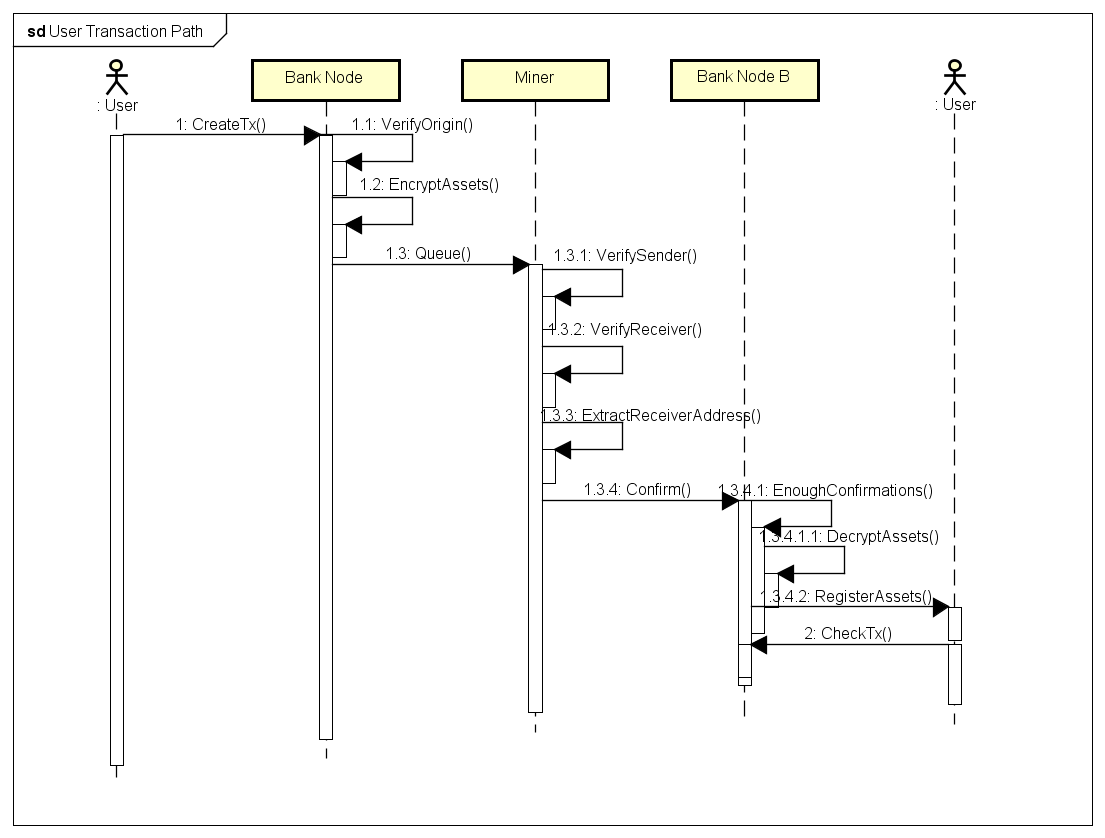 sd User Transaction Path
: User
Bank Node
Miner
Bank Node B
: User
1: CreateTx()
1.1: VerifyOrigin()
1.2: EncryptAssets()
1.3: Queue()
1.3.1: VerifySender()
1.3.2: VerifyReceiver()
1.3.3: ExtractReceiverAddress()
1.3.4: Confirm()
1.3.4.1: EnoughConfirmations()
1.3.4.1.1: DecryptAssets()
1.3.4.2: RegisterAssets()
2: CheckTx()